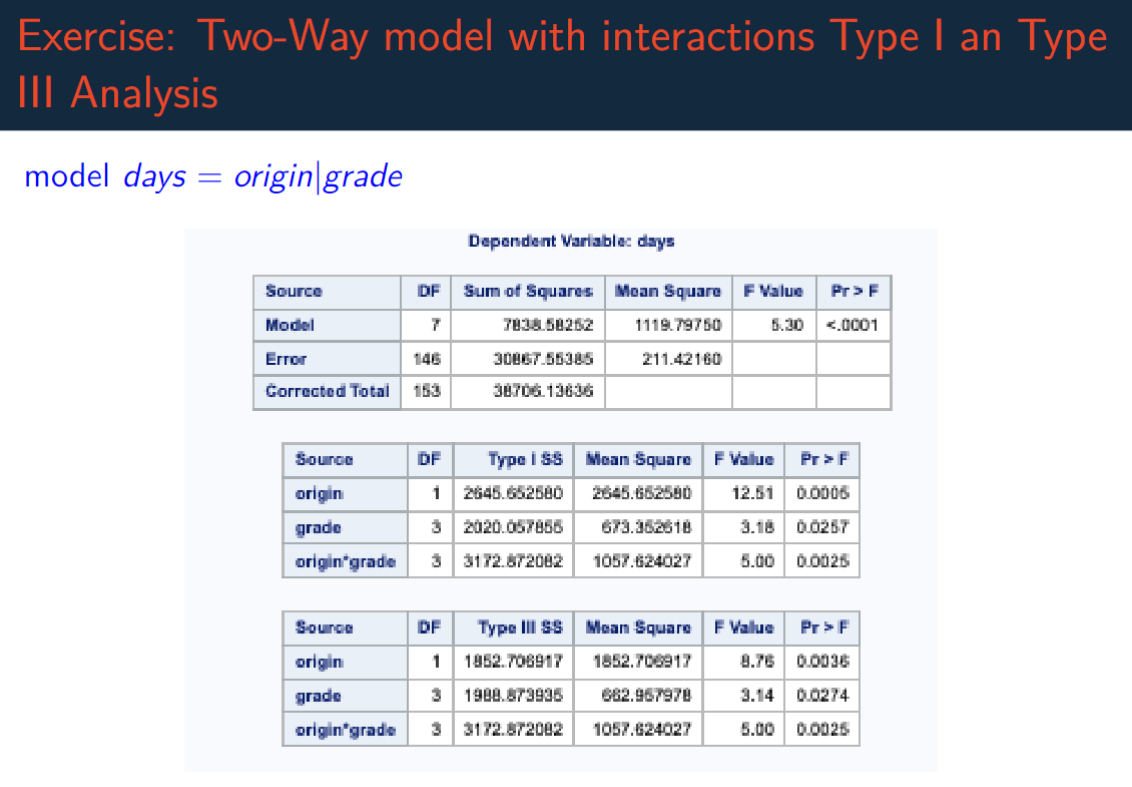 Exercise: Two-Way model with interactions Type I an Type
III Analysis
model days = origin|grade
Dependent Variable: days
Source DF Sum of Squares Mean Square F Value Pr > F
Model 7 7838.58252 1119.79750 5.30 <.0001
Error 146 30867.55385 211.42160
Corrected Total 153 38706.13636
Source DF Type I SS Mean Square F Value Pr > F
origin 1 2645.652580 2645.652580 12.51 0.0005
grade 3 2020.057855 673.352618 3.18 0.0257
origin*grade 3 3172.872082 1057.624027 5.00 0.0025
Source DF Type III SS Mean Square F Value Pr > F
origin 1 1852.706917 1852.706917 8.76 0.0036
grade 3 1988.873935 662.957978 3.14 0.0274
origin*grade 3 3172.872082 1057.624027 5.00 0.0025